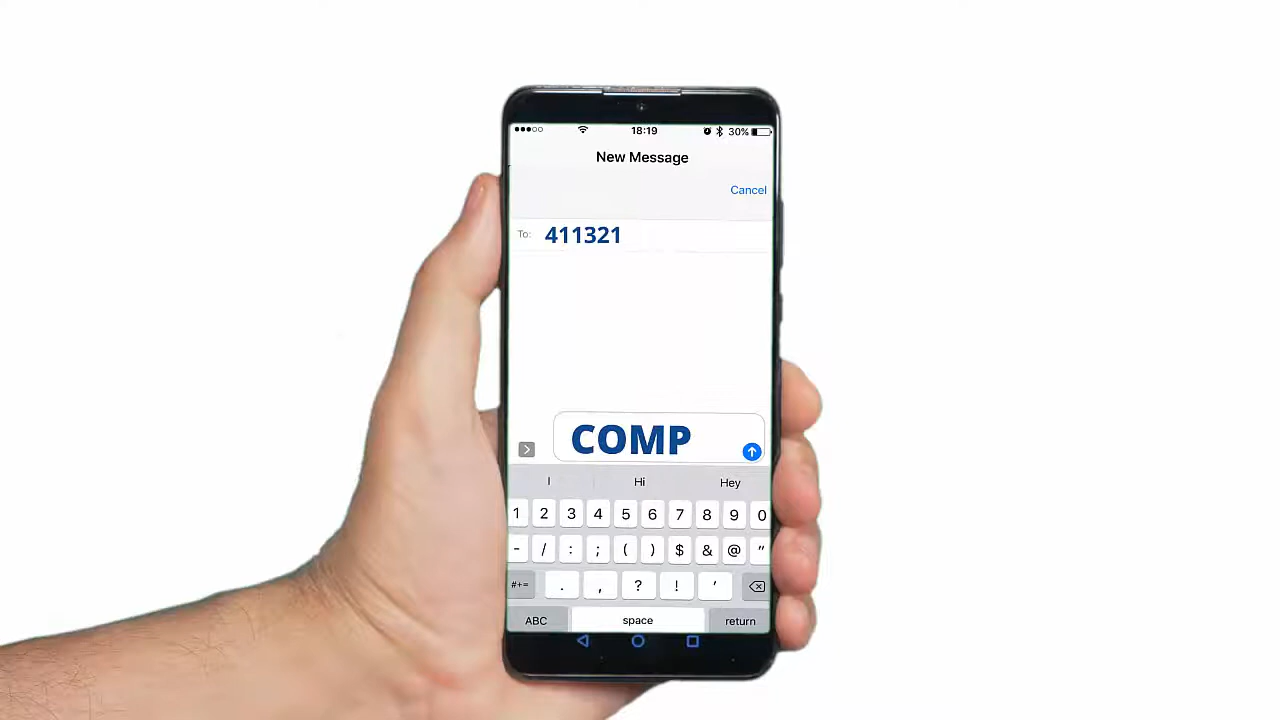 18:19 30%
New Message
Cancel
To: 411321
COMP
I Hi Hey
1 2 3 4 5 6 7 8 9 0
- / : ; ( ) $ & @ "
#+= . , ? ! '
ABC space return